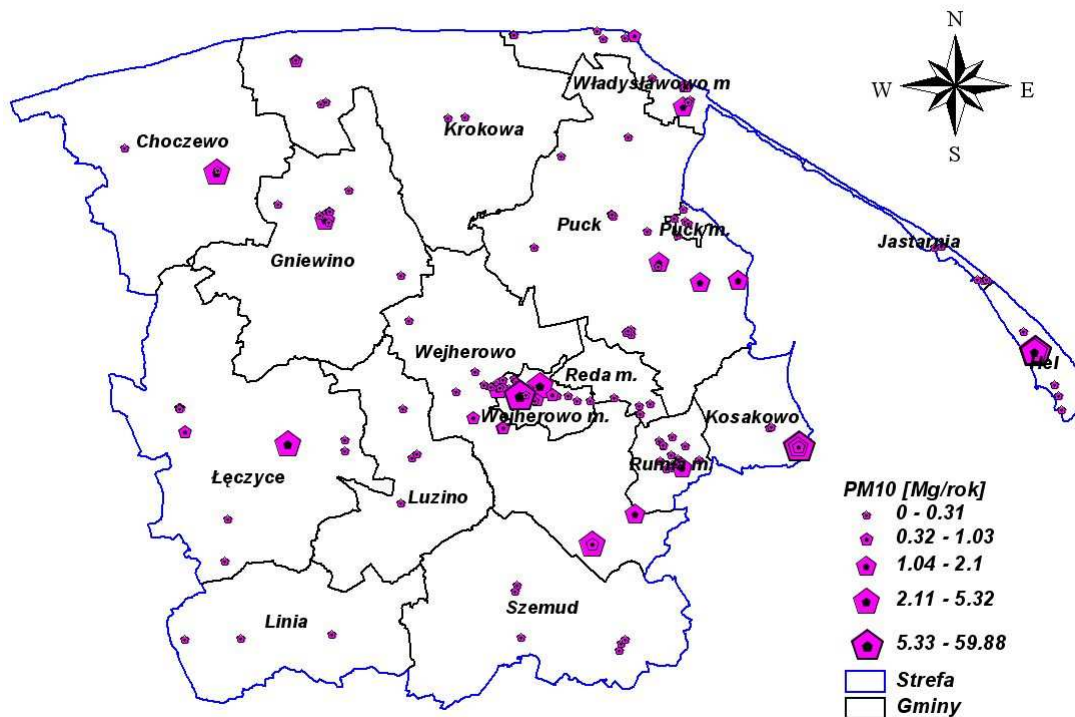 N
W E
S
Władysławowo m
Krokowa
Choczewo
Puck
Puck m.
Jastarnia
Gniewino
Wejherowo
Reda m.
Hel
Wejherowo m.
Kosakowo
Rumia m.
Łęczyce
Luzino
Szemud
Linia
PM10 [Mg/rok]
0 - 0.31
0.32 - 1.03
1.04 - 2.1
2.11 - 5.32
5.33 - 59.88
Strefa
Gminy